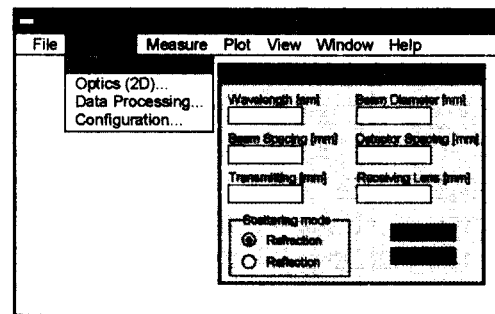 File Measure Plot View Window Help
Optics (2D)...
Data Processing...
Configuration...
Wavelength [nm] Beam Diameter [mm]
Beam Spacing [mm] Detector Spacing [mm]
Transmitting [mm] Receiving Lens [mm]
Scattering mode
Refraction
Reflection